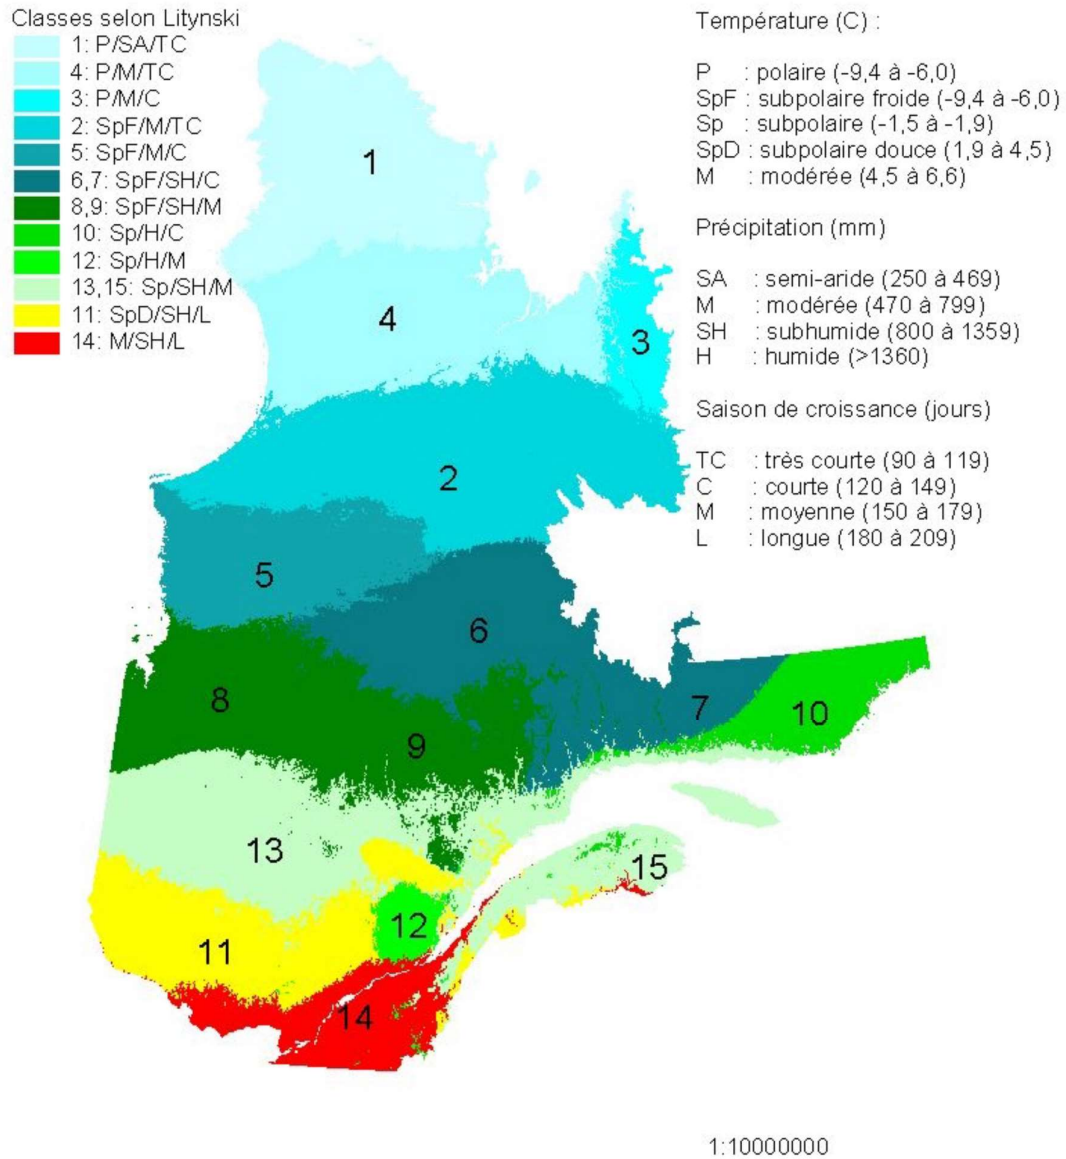 Classes selon Litynski
1: P/SA/TC
4: P/M/TC
3: P/M/C
2: SpF/M/TC
5: SpF/M/C
6,7: SpF/SH/C
8,9: SpF/SH/M
10: Sp/H/C
12: Sp/H/M
13,15: Sp/SH/M
11: SpD/SH/L
14: M/SH/L
Température (C) :
P : polaire (-9,4 à -6,0)
SpF : subpolaire froide (-9,4 à -6,0)
Sp : subpolaire (-1,5 à -1,9)
SpD : subpolaire douce (1,9 à 4,5)
M : modérée (4,5 à 6,6)
Précipitation (mm)
SA : semi-aride (250 à 469)
M : modérée (470 à 799)
SH : subhumide (800 à 1359)
H : humide (>1360)
Saison de croissance (jours)
TC : très courte (90 à 119)
C : courte (120 à 149)
M : moyenne (150 à 179)
L : longue (180 à 209)
1
4
3
2
5
6
8
7
10
9
13
15
12
11
14
1:10000000